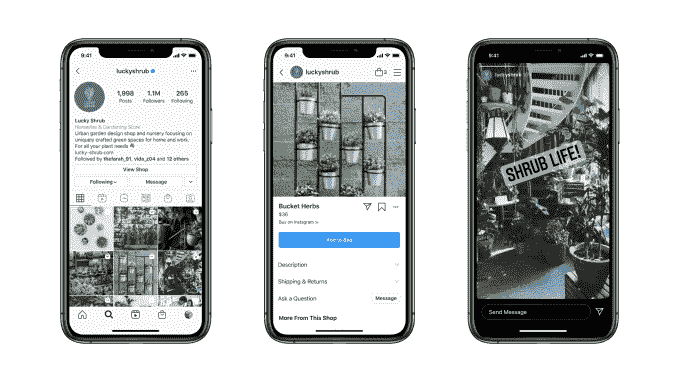 9:41
luckyshrub
1,998
Posts
1.1M
Followers
265
Following
Lucky Shrub
Nurseries & Gardening Store
Urban garden design shop and nursery focusing on
uniquely crafted green spaces for home and work.
For all your plant needs
lucky-shrub.com
Followed by thefarah_91, vida_z04 and 12 others
View Shop
Following
Message
9:41
luckyshrub
3
Bucket Herbs
$36
Buy on Instagram >
Add to Bag
Description
Shipping & Returns
Ask a Question
Message
More From This Shop
9:41
luckyshrub
SHRUB LIFE!
Send Message